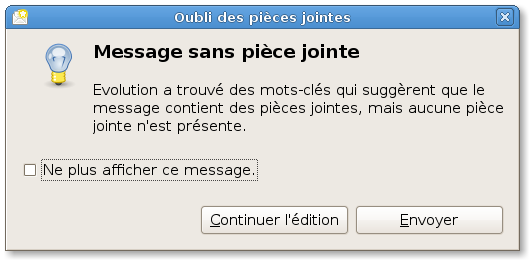 Oubli des pièces jointes
Message sans pièce jointe
Evolution a trouvé des mots-clés qui suggèrent que le
message contient des pièces jointes, mais aucune pièce
jointe n'est présente.
Ne plus afficher ce message.
Continuer l'édition
Envoyer